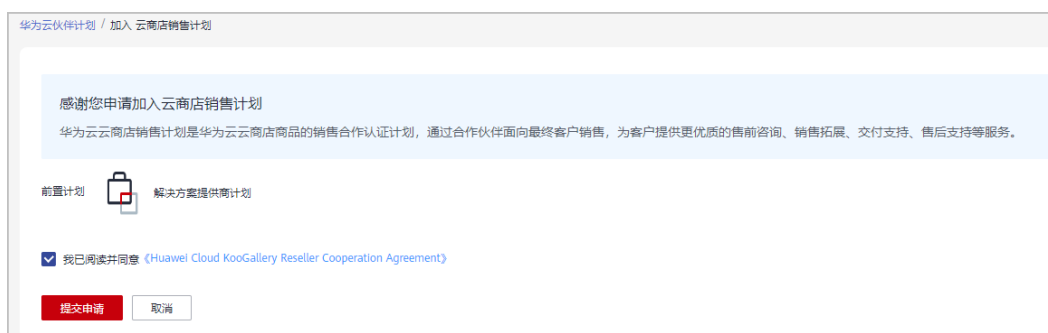 华为云伙伴计划 / 加入 云商店销售计划
感谢您申请加入云商店销售计划
华为云云商店销售计划是华为云云商店商品的销售合作认证计划，通过合作伙伴面向最终客户销售，为客户提供更优质的售前咨询、销售拓展、交付支持、售后支持等服务。
前置计划 解决方案提供商计划
我已阅读并同意《Huawei Cloud KooGallery Reseller Cooperation Agreement》
提交申请 取消